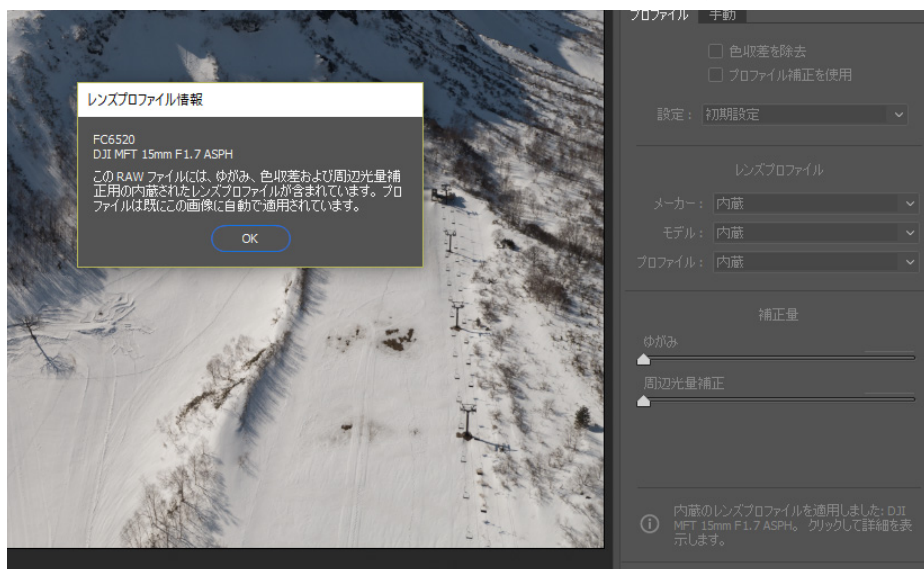 プロファイル 手動
色収差を除去
プロファイル補正を使用
設定： 初期設定
レンズプロファイル
メーカー： 内蔵
モデル： 内蔵
プロファイル： 内蔵
補正量
ゆがみ
周辺光量補正
内蔵のレンズプロファイルを適用しました: DJI
MFT 15mm F1.7 ASPH。 クリックして詳細を表
示します。
レンズプロファイル情報
FC6520
DJI MFT 15mm F1.7 ASPH
この RAW ファイルには、ゆがみ、色収差および周辺光量補
正用の内蔵されたレンズプロファイルが含まれています。プロ
ファイルは既にこの画像に自動で適用されています。
OK